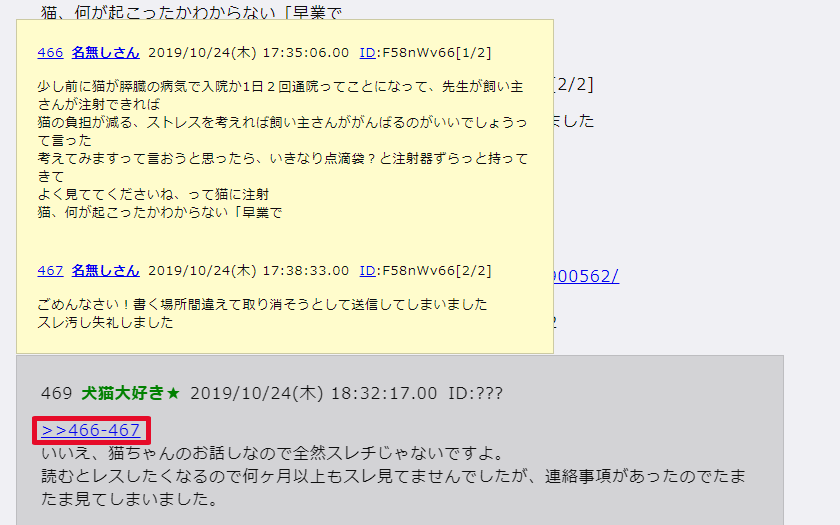 猫、何が起こったかわからない「早業で
466 名無しさん 2019/10/24(木) 17:35:06.00 ID:F58nWv66[1/2]
少し前に猫が膵臓の病気で入院か1日２回通院ってことになって、先生が飼い主
さんが注射できれば
猫の負担が減る、ストレスを考えれば飼い主さんががんばるのがいいでしょうっ
て言った
考えてみますって言おうと思ったら、いきなり点滴袋？と注射器ずらっと持って
きて
よく見ててくださいね、って猫に注射
猫、何が起こったかわからない「早業で
[2/2]
ました
467 名無しさん 2019/10/24(木) 17:38:33.00 ID:F58nWv66[2/2]
900562/
ごめんなさい！書く場所間違えて取り消そうとして送信してしまいました
スレ汚し失礼しました
2
469 犬猫大好き★ 2019/10/24(木) 18:32:17.00 ID:???
>>466-467
いいえ、猫ちゃんのお話しなので全然スレチじゃないですよ。
読むとレスしたくなるので何ヶ月以上もスレ見てませんでしたが、連絡事項があったのでたま
たま見てしまいました。